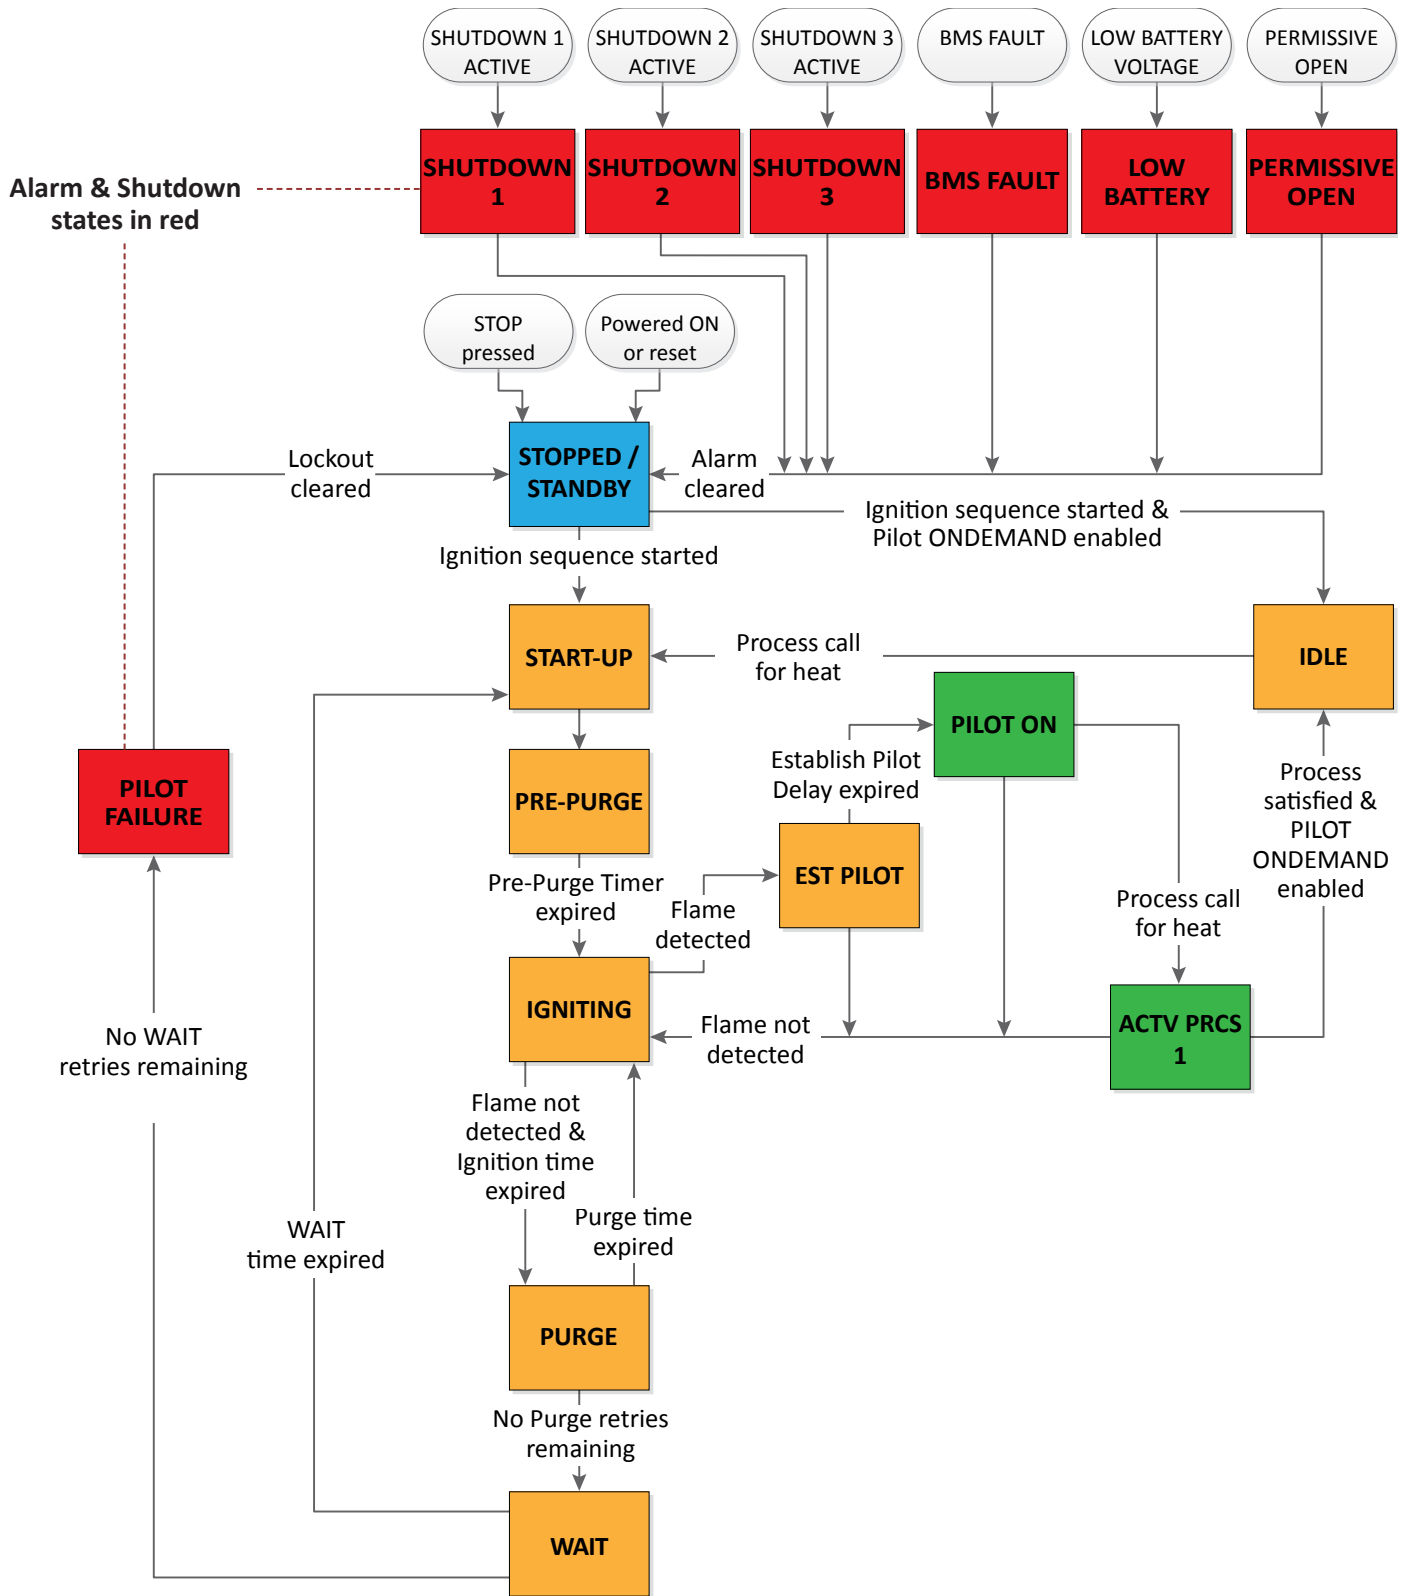 SHUTDOWN 1
ACTIVE
SHUTDOWN 2
ACTIVE
SHUTDOWN 3
ACTIVE
BMS FAULT
LOW BATTERY
VOLTAGE
PERMISSIVE
OPEN
SHUTDOWN
1
SHUTDOWN
2
SHUTDOWN
3
BMS FAULT
LOW
BATTERY
PERMISSIVE
OPEN
Alarm & Shutdown
states in red
STOP
pressed
Powered ON
or reset
Lockout
cleared
STOPPED /
STANDBY
Alarm
cleared
Ignition sequence started &
Pilot ONDEMAND enabled
Ignition sequence started
START-UP
Process call
for heat
IDLE
PILOT ON
PILOT
FAILURE
PRE-PURGE
Establish Pilot
Delay expired
Process
satisfied &
PILOT
ONDEMAND
enabled
EST PILOT
Pre-Purge Timer
expired
Flame
detected
Process call
for heat
IGNITING
Flame not
detected
ACTV PRCS
1
No WAIT
retries remaining
Flame not
detected &
Ignition time
expired
WAIT
time expired
Purge time
expired
PURGE
No Purge retries
remaining
WAIT